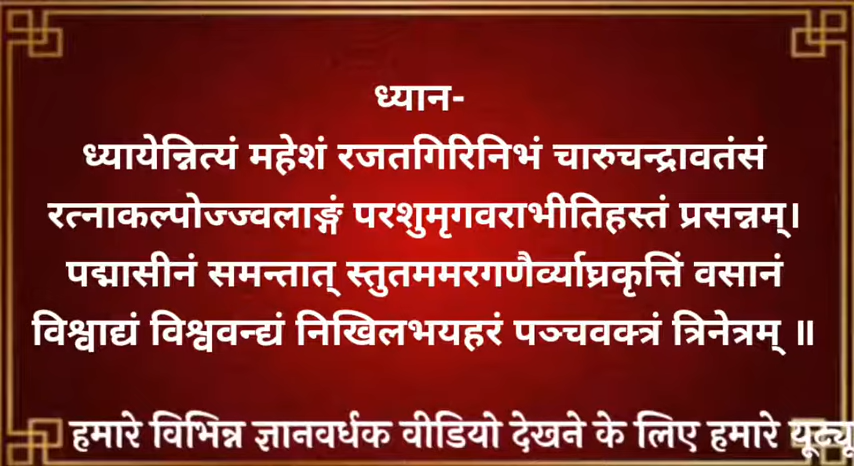 ध्यान-
ध्यायेन्नित्यं महेशं रजतगिरिनिभं चारुचन्द्रावतंसं
रत्नाकल्पोज्ज्वलाङ्गं परशुमृगवराभीतिहस्तं प्रसन्नम्।
पद्मासीनं समन्तात् स्तुतममरगणैर्व्याघ्रकृत्तिं वसानं
विश्वाद्यं विश्ववन्द्यं निखिलभयहरं पञ्चवक्त्रं त्रिनेत्रम् ॥
हमारे विभिन्न ज्ञानवर्धक वीडियो देखने के लिए हमारे